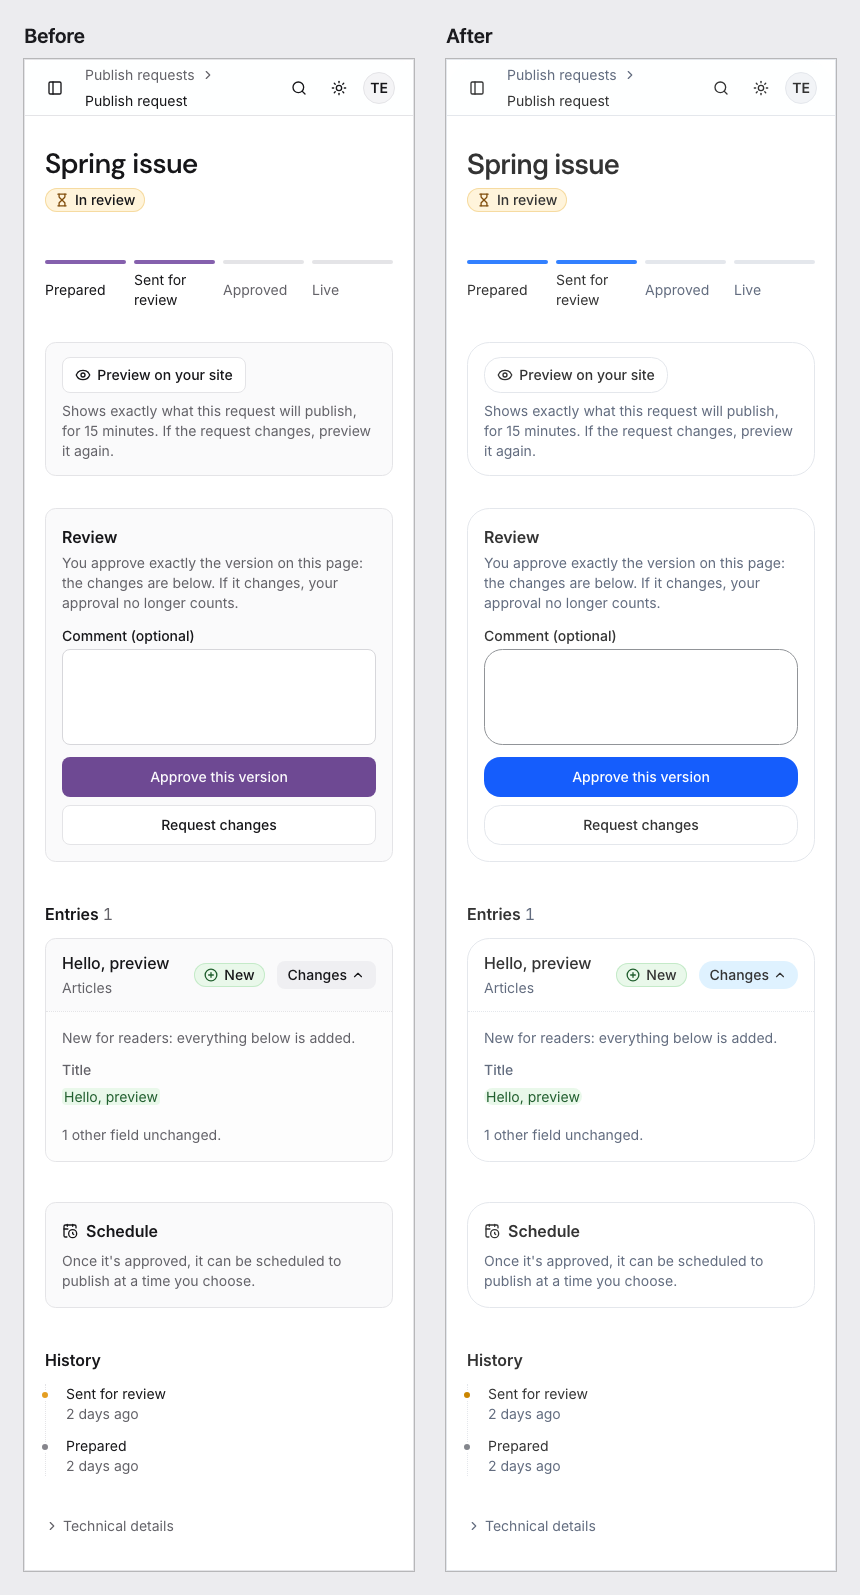 Before
Publish requests
Publish request
TE
Spring issue
In review
Prepared
Sent for
review
Approved
Live
Preview on your site
Shows exactly what this request will publish,
for 15 minutes. If the request changes, preview
it again.
Review
You approve exactly the version on this page:
the changes are below. If it changes, your
approval no longer counts.
Comment (optional)
Approve this version
Request changes
Entries 1
Hello, preview
Articles
New
Changes
New for readers: everything below is added.
Title
Hello, preview
1 other field unchanged.
Schedule
Once it's approved, it can be scheduled to
publish at a time you choose.
History
Sent for review
2 days ago
Prepared
2 days ago
Technical details
After
Publish requests
Publish request
TE
Spring issue
In review
Prepared
Sent for
review
Approved
Live
Preview on your site
Shows exactly what this request will publish,
for 15 minutes. If the request changes, preview
it again.
Review
You approve exactly the version on this page:
the changes are below. If it changes, your
approval no longer counts.
Comment (optional)
Approve this version
Request changes
Entries 1
Hello, preview
Articles
New
Changes
New for readers: everything below is added.
Title
Hello, preview
1 other field unchanged.
Schedule
Once it's approved, it can be scheduled to
publish at a time you choose.
History
Sent for review
2 days ago
Prepared
2 days ago
Technical details